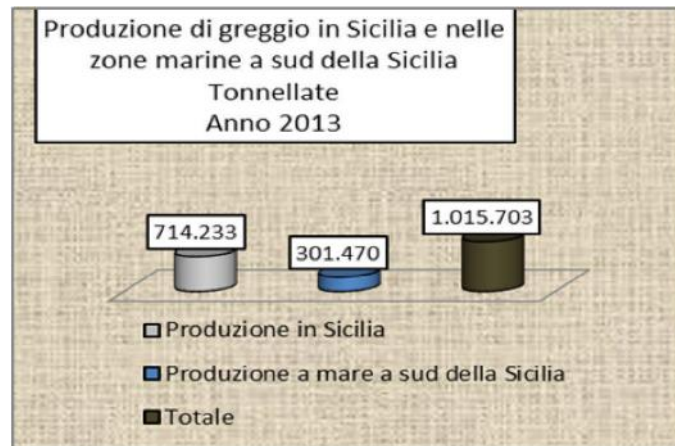 Produzione di greggio in Sicilia e nelle
zone marine a sud della Sicilia
Tonnellate
Anno 2013
714.233
301.470
1.015.703
Produzione in Sicilia
Produzione a mare a sud della Sicilia
Totale